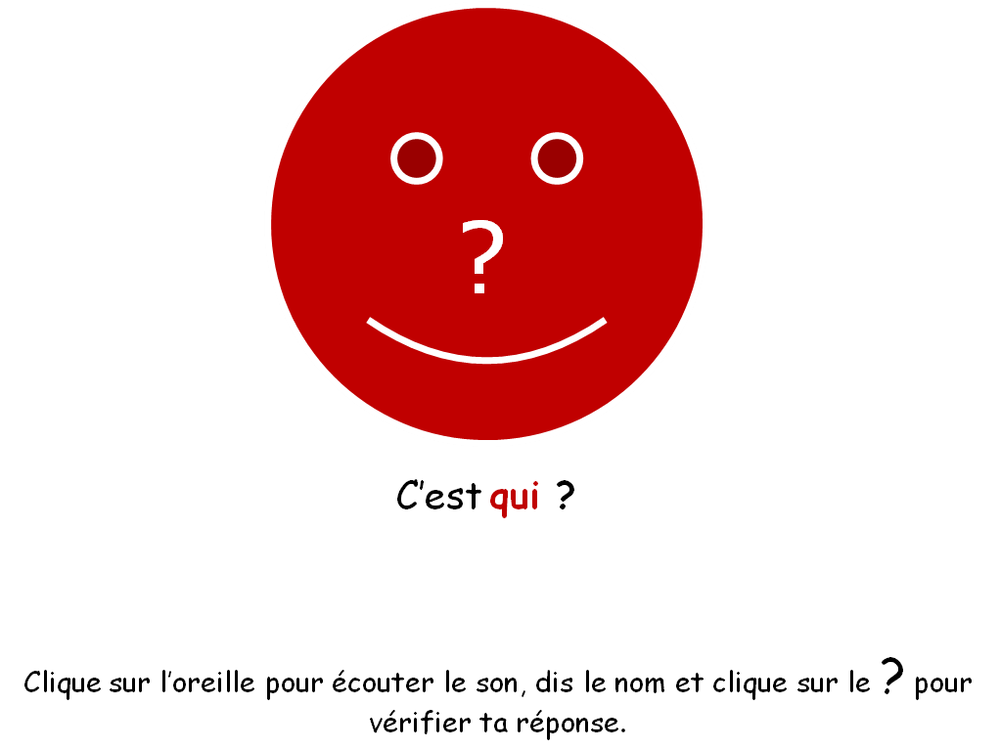 ?
C'est qui ?
Clique sur l'oreille pour écouter le son, dis le nom et clique sur le ? pour
vérifier ta réponse.